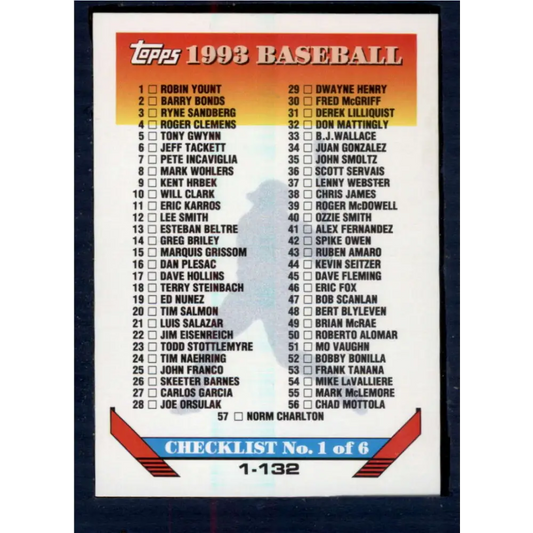 Topps 1993 BASEBALL
1 ROBIN YOUNT
2 BARRY BONDS
3 RYNE SANDBERG
4 ROGER CLEMENS
5 TONY GWYNN
6 JEFF TACKETT
7 PETE INCAVIGLIA
8 MARK WOHLERS
9 KENT HRBEK
10 WILL CLARK
11 ERIC KARROS
12 LEE SMITH
13 ESTEBAN BELTRE
14 GREG BRILEY
15 MARQUIS GRISSOM
16 DAN PLESAC
17 DAVE HOLLINS
18 TERRY STEINBACH
19 ED NUNEZ
20 TIM SALMON
21 LUIS SALAZAR
22 JIM EISENREICH
23 TODD STOTTLEMYRE
24 TIM NAEHRING
25 JOHN FRANCO
26 SKEETER BARNES
27 CARLOS GARCIA
28 JOE ORSULAK
29 DWAYNE HENRY
30 FRED McGRIFF
31 DEREK LILLIQUIST
32 DON MATTINGLY
33 B.J.WALLACE
34 JUAN GONZALEZ
35 JOHN SMOLTZ
36 SCOTT SERVAIS
37 LENNY WEBSTER
38 CHRIS JAMES
39 ROGER McDOWELL
40 OZZIE SMITH
41 ALEX FERNANDEZ
42 SPIKE OWEN
43 RUBEN AMARO
44 KEVIN SEITZER
45 DAVE FLEMING
46 ERIC FOX
47 BOB SCANLAN
48 BERT BLYLEVEN
49 BRIAN McRAE
50 ROBERTO ALOMAR
51 MO VAUGHN
52 BOBBY BONILLA
53 FRANK TANANA
54 MIKE LaVALLIERE
55 MARK McLEMORE
56 CHAD MOTTOLA
57 NORM CHARLTON
CHECKLIST No. 1 of 6
1-132